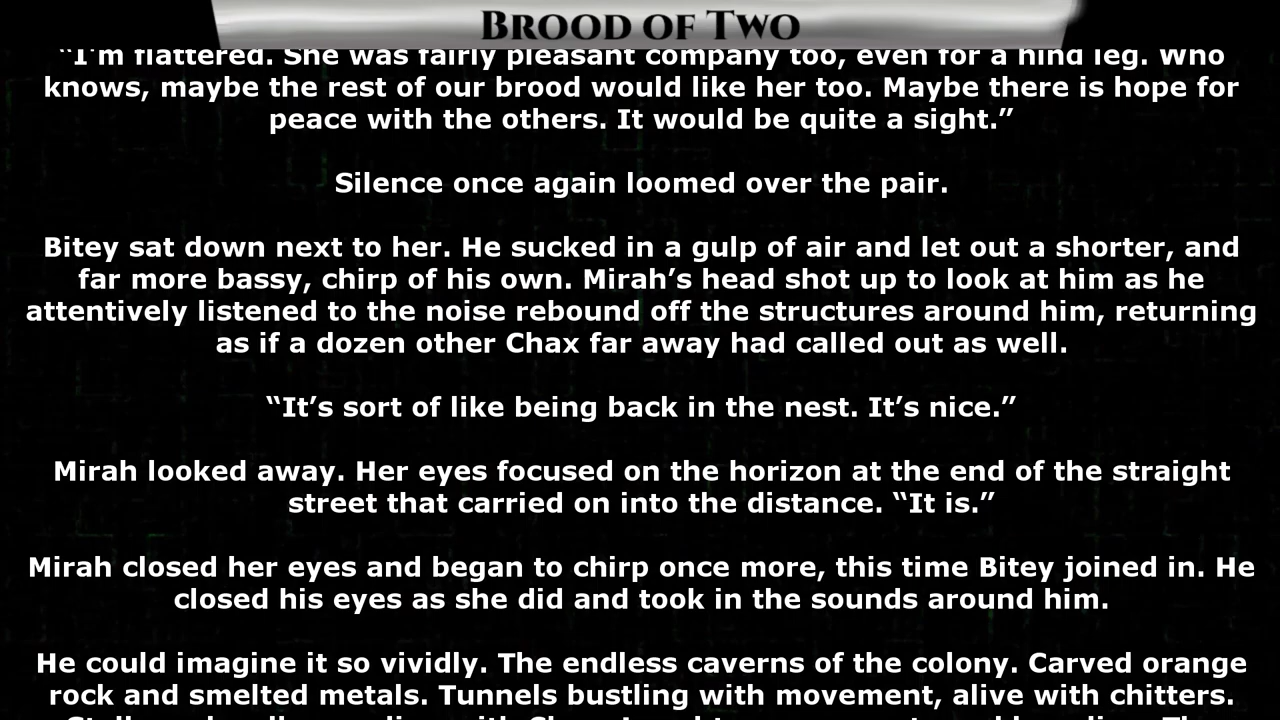 Brood of Two
“I’m flattered. She was fairly pleasant company too, even for a hind leg. Who
knows, maybe the rest of our brood would like her too. Maybe there is hope for
peace with the others. It would be quite a sight.”
Silence once again loomed over the pair.
Bitey sat down next to her. He sucked in a gulp of air and let out a shorter, and
far more bassy, chirp of his own. Mirah’s head shot up to look at him as he
attentively listened to the noise rebound off the structures around him, returning
as if a dozen other Chax far away had called out as well.
“It’s sort of like being back in the nest. It’s nice.”
Mirah looked away. Her eyes focused on the horizon at the end of the straight
street that carried on into the distance. “It is.”
Mirah closed her eyes and began to chirp once more, this time Bitey joined in. He
closed his eyes as she did and took in the sounds around him.
He could imagine it so vividly. The endless caverns of the colony. Carved orange
rock and smelted metals. Tunnels bustling with movement, alive with chitters.